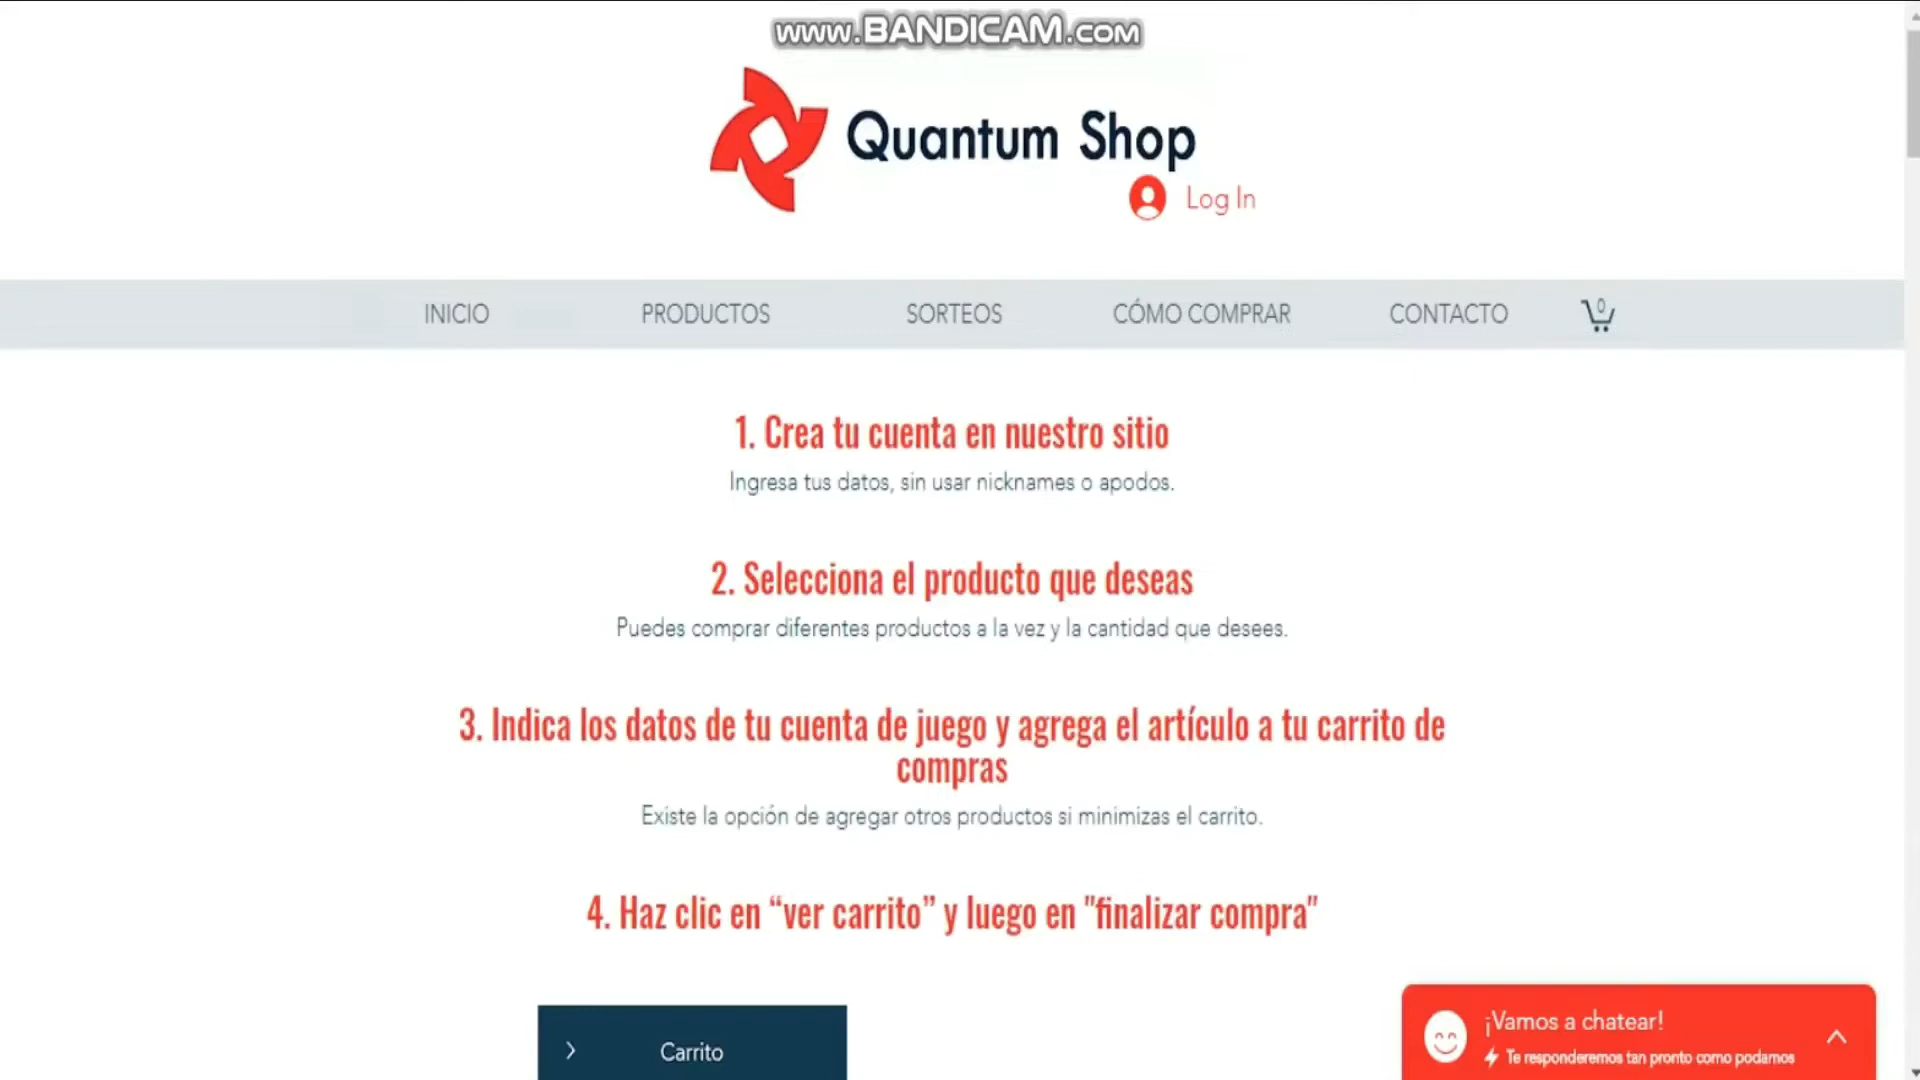 www.BANDICAM.com
Quantum Shop
Log In
INICIO
PRODUCTOS
SORTEOS
CÓMO COMPRAR
CONTACTO
0
1. Crea tu cuenta en nuestro sitio
Ingresa tus datos, sin usar nicknames o apodos.
2. Selecciona el producto que deseas
Puedes comprar diferentes productos a la vez y la cantidad que desees.
3. Indica los datos de tu cuenta de juego y agrega el artículo a tu carrito de
compras
Existe la opción de agregar otros productos si minimizas el carrito.
4. Haz clic en “ver carrito” y luego en "finalizar compra"
Carrito
¡Vamos a chatear!
Te responderemos tan pronto como podamos